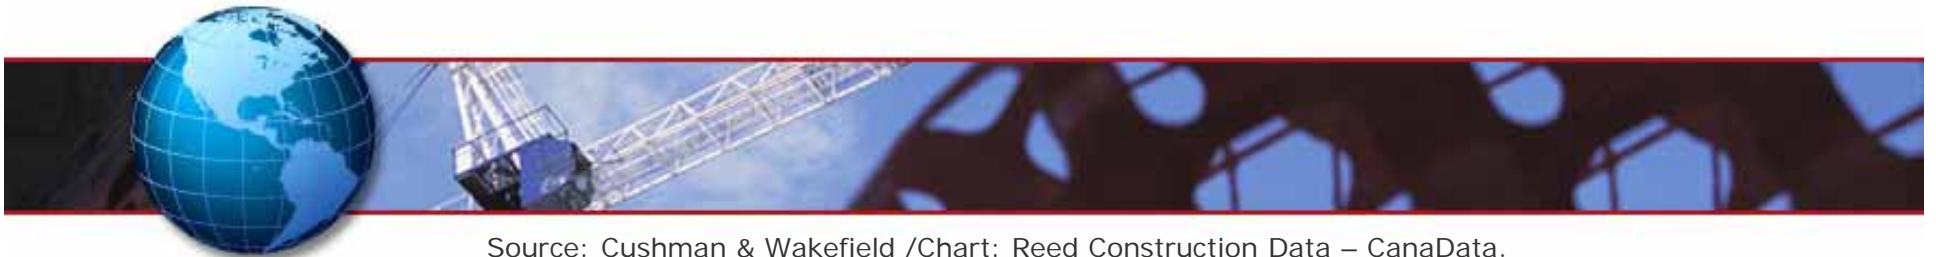 Source: Cushman & Wakefield /Chart: Reed Construction Data – CanaData.